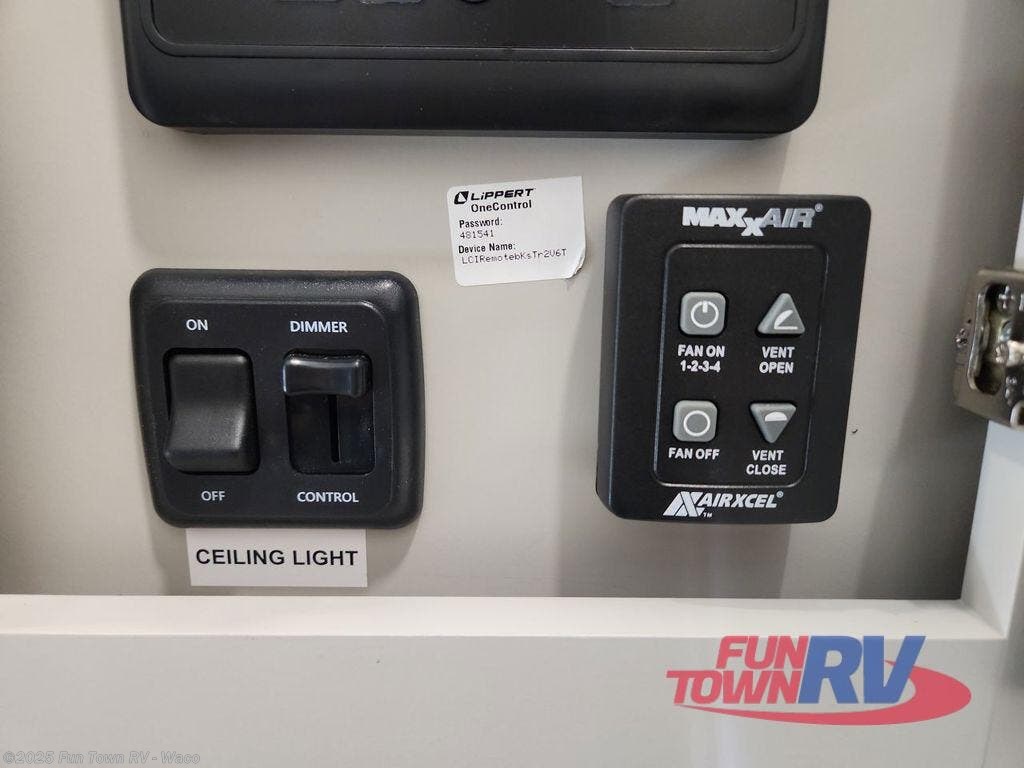 LIPPERT
OneControl
Password:
481541
Device Name:
LCIRemotebKsTr2V6T
MAXXAIR®
FAN ON
1-2-3-4
VENT
OPEN
FAN OFF
VENT
CLOSE
AIRXCEL®
TM
ON
DIMMER
OFF
CONTROL
CEILING LIGHT
FUN
TOWN RV
©2025 Fun Town RV - Waco